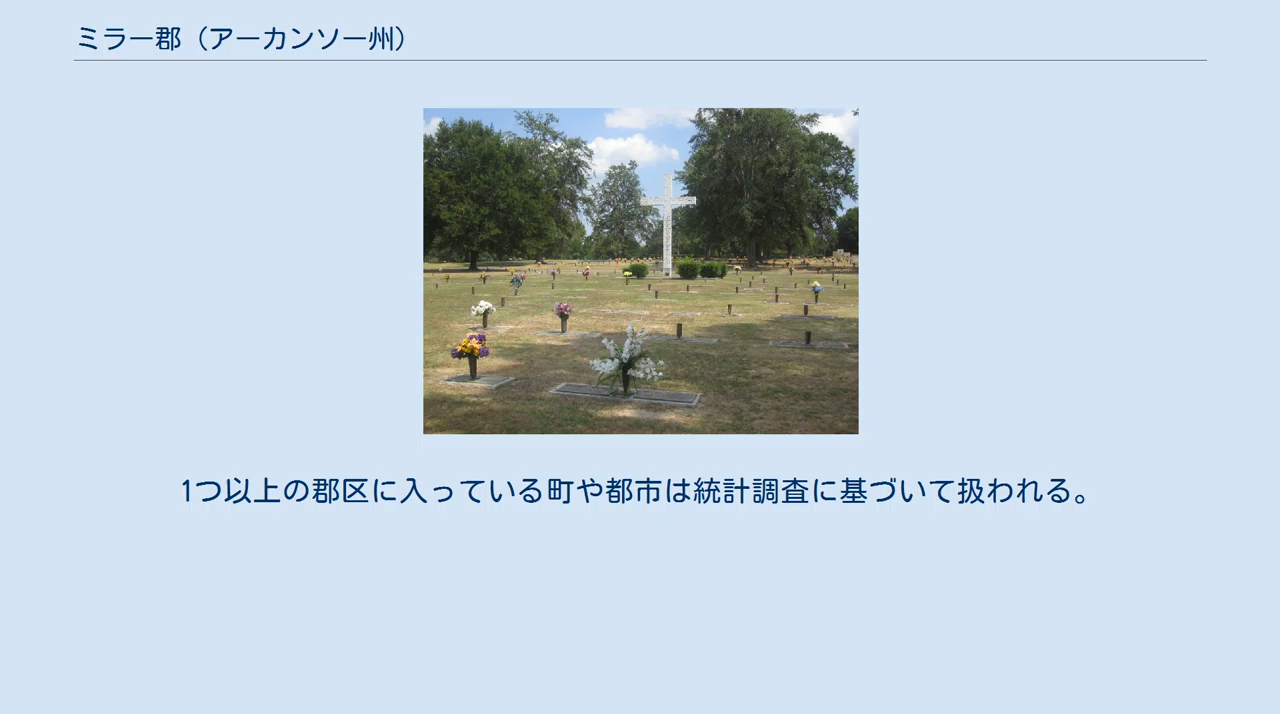 ミラー郡（アーカンソー州）
1つ以上の郡区に入っている町や都市は統計調査に基づいて扱われる。